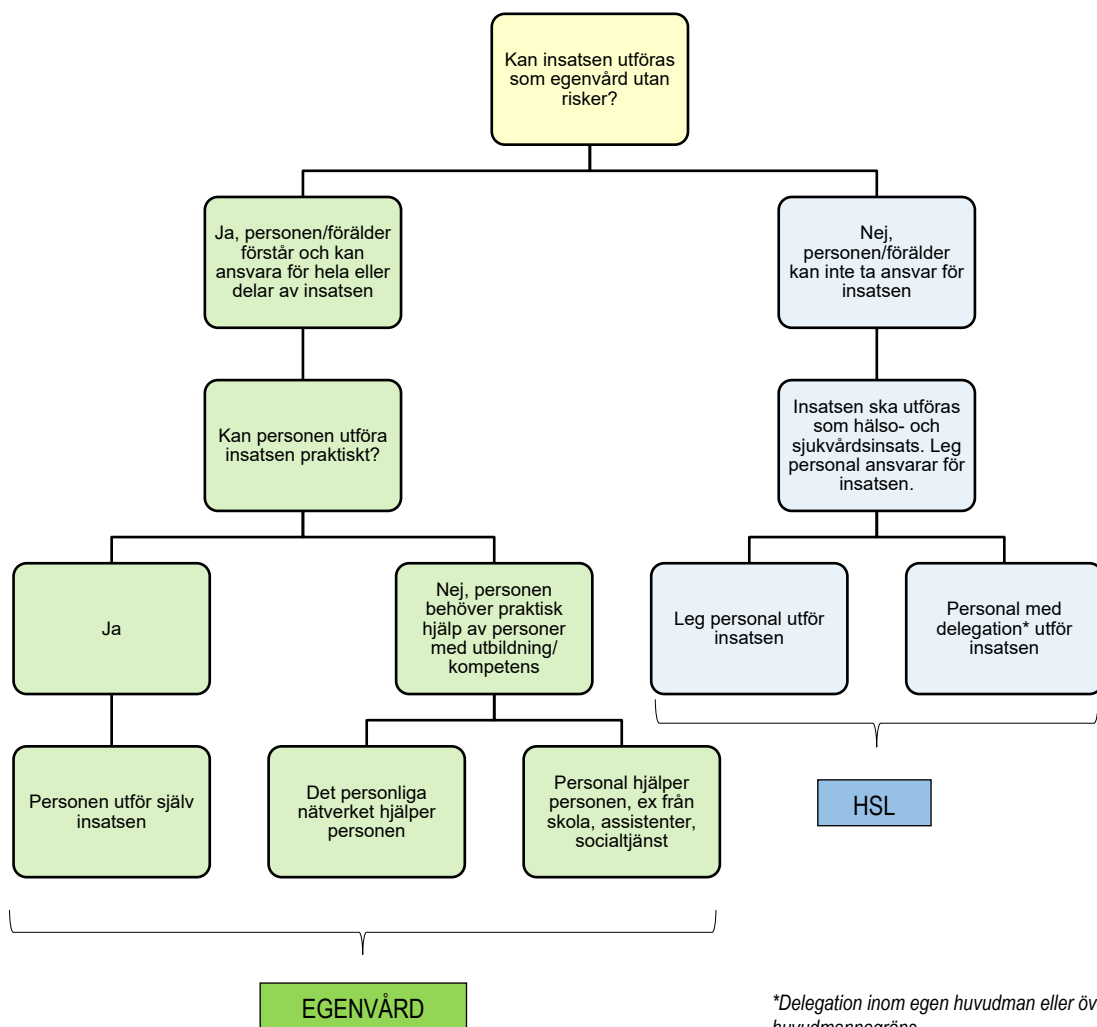 Kan insatsen utföras
som egenvård utan
risker?
Ja, personen/förälder
förstår och kan
ansvara för hela eller
delar av insatsen
Nej,
personen/förälder
kan inte ta ansvar för
insatsen
Kan personen utföra
insatsen praktiskt?
Insatsen ska utföras
som hälso- och
sjukvårdsinsats. Leg
personal ansvarar för
insatsen.
Ja
Nej, personen
behöver praktisk
hjälp av personer
med utbildning/
kompetens
Leg personal utför
insatsen
Personal med
delegation* utför
insatsen
Personen utför själv
insatsen
Det personliga
nätverket hjälper
personen
Personal hjälper
personen, ex från
skola, assistenter,
socialtjänst
HSL
EGENVÅRD
*Delegation inom egen huvudman eller